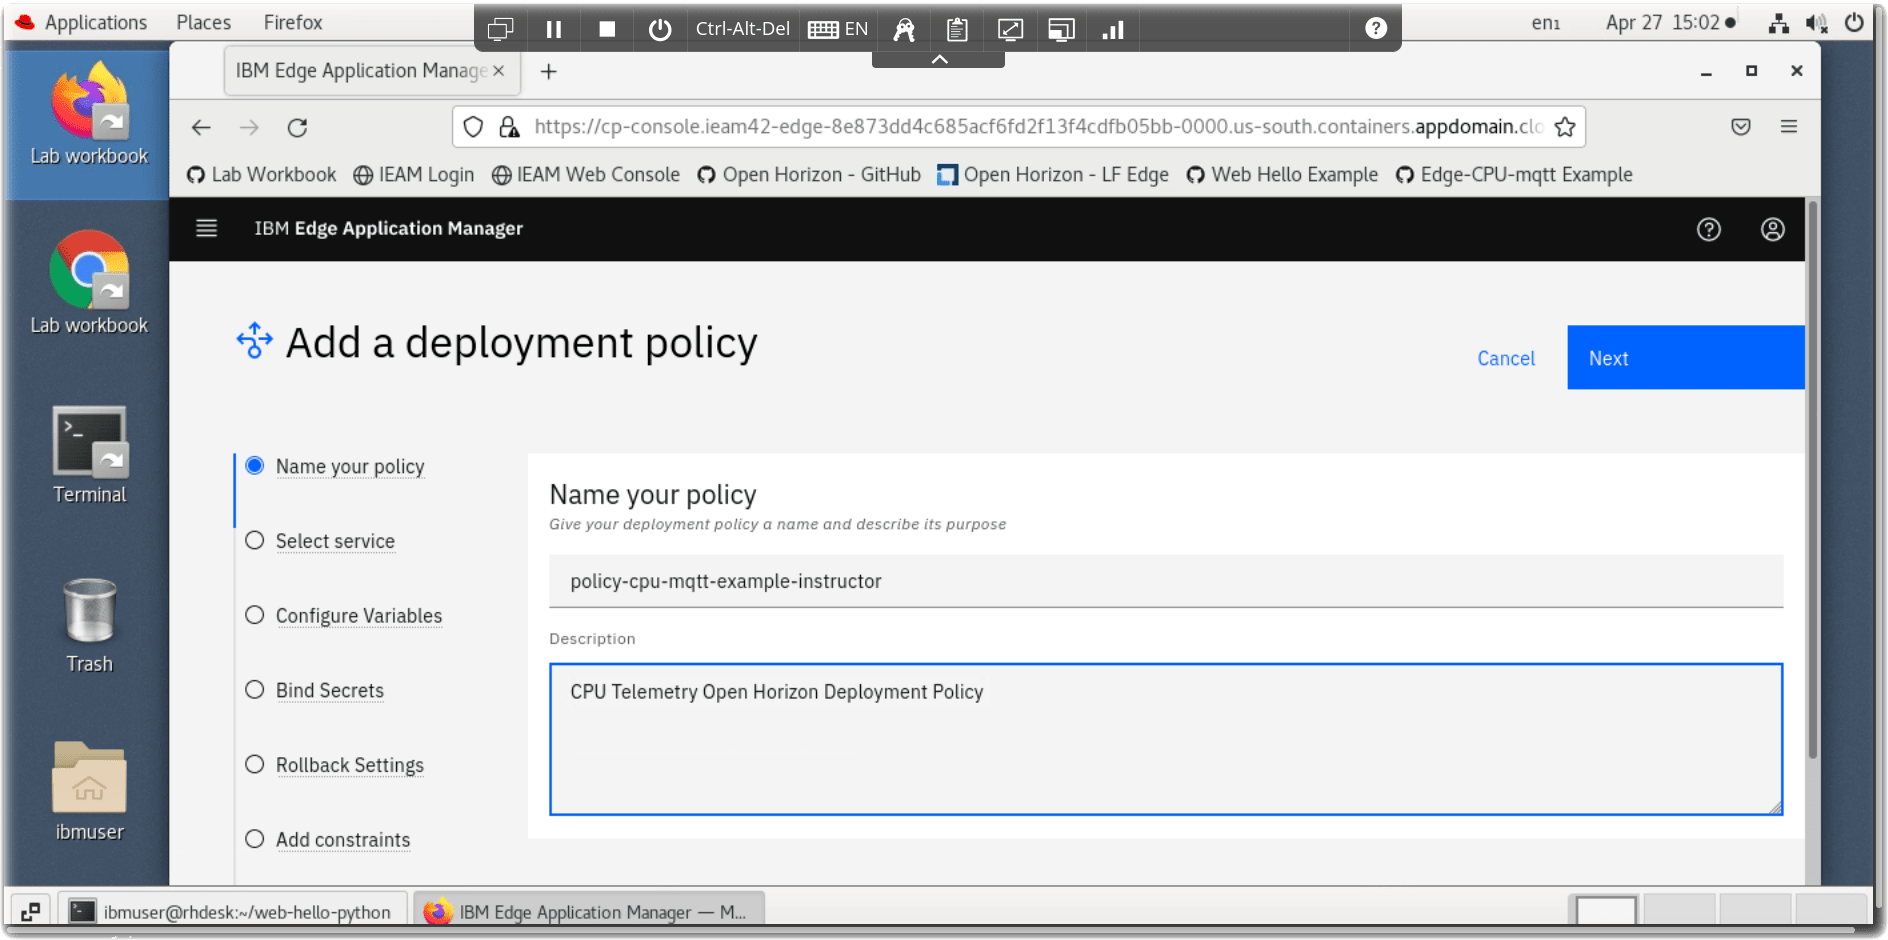 Applications Places Firefox
Ctrl-Alt-Del EN
en₁ Apr 27 15:02
IBM Edge Application Manage
https://cp-console.ieam42-edge-8e873dd4c685acf6fd2f13f4cdfb05bb-0000.us-south.containers.appdomain.clo
Lab Workbook IEAM Login IEAM Web Console Open Horizon - GitHub Open Horizon - LF Edge Web Hello Example Edge-CPU-mqtt Example
IBM Edge Application Manager
Lab workbook
Lab workbook
Terminal
Trash
ibmuser
Add a deployment policy
Cancel
Next
Name your policy
Select service
Configure Variables
Bind Secrets
Rollback Settings
Add constraints
Name your policy
Give your deployment policy a name and describe its purpose
policy-cpu-mqtt-example-instructor
Description
CPU Telemetry Open Horizon Deployment Policy
ibmuser@rhdesk:~/web-hello-python
IBM Edge Application Manager — M...